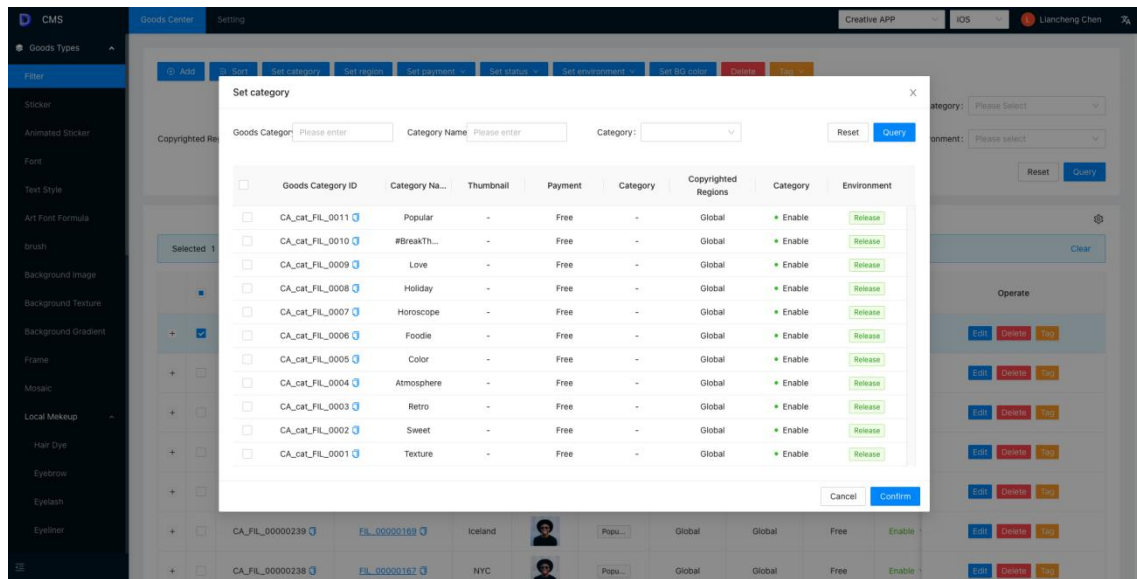 CMS
Goods Center Setting Creative APP iOS L Liancheng Chen
Goods Types
Filter
Sticker
Animated Sticker
Font
Text Style
Art Font Formula
brush
Background Image
Background Texture
Background Gradient
Frame
Mosaic
Local Mekeup
Hair Dye
Eyebrow
Eyelash
Eyeliner
Add Sort Set category Set region Set payment Set status Set environment Set BG color Delete Tag
ategory: Please Select
Copyrighted Re onment: Please select
Reset Query
Selected 1 Clear
Operate
Edit Delete Tag
Edit Delete Tag
Edit Delete Tag
Edit Delete Tag
Edit Delete Tag
Set category
Goods Categor Please enter Category Name Please enter Category: Reset Query
Goods Category ID Category Na... Thumbnail Payment Category Copyrighted Regions Category Environment
CA_cat_FIL_0011 Popular - Free - Global Enable Release
CA_cat_FIL_0010 #BreakTh... - Free - Global Enable Release
CA_cat_FIL_0009 Love - Free - Global Enable Release
CA_cat_FIL_0008 Holiday - Free - Global Enable Release
CA_cat_FIL_0007 Horoscope - Free - Global Enable Release
CA_cat_FIL_0006 Foodie - Free - Global Enable Release
CA_cat_FIL_0005 Color - Free - Global Enable Release
CA_cat_FIL_0004 Atmosphere - Free - Global Enable Release
CA_cat_FIL_0003 Retro - Free - Global Enable Release
CA_cat_FIL_0002 Sweet - Free - Global Enable Release
CA_cat_FIL_0001 Texture - Free - Global Enable Release
Cancel Confirm
CA_FIL_00000239 FIL_00000169 Iceland Popu... Global Global Free Enable Edit Delete Tag
CA_FIL_00000238 FIL_00000167 NYC Popu... Global Global Free Enable Edit Delete Tag